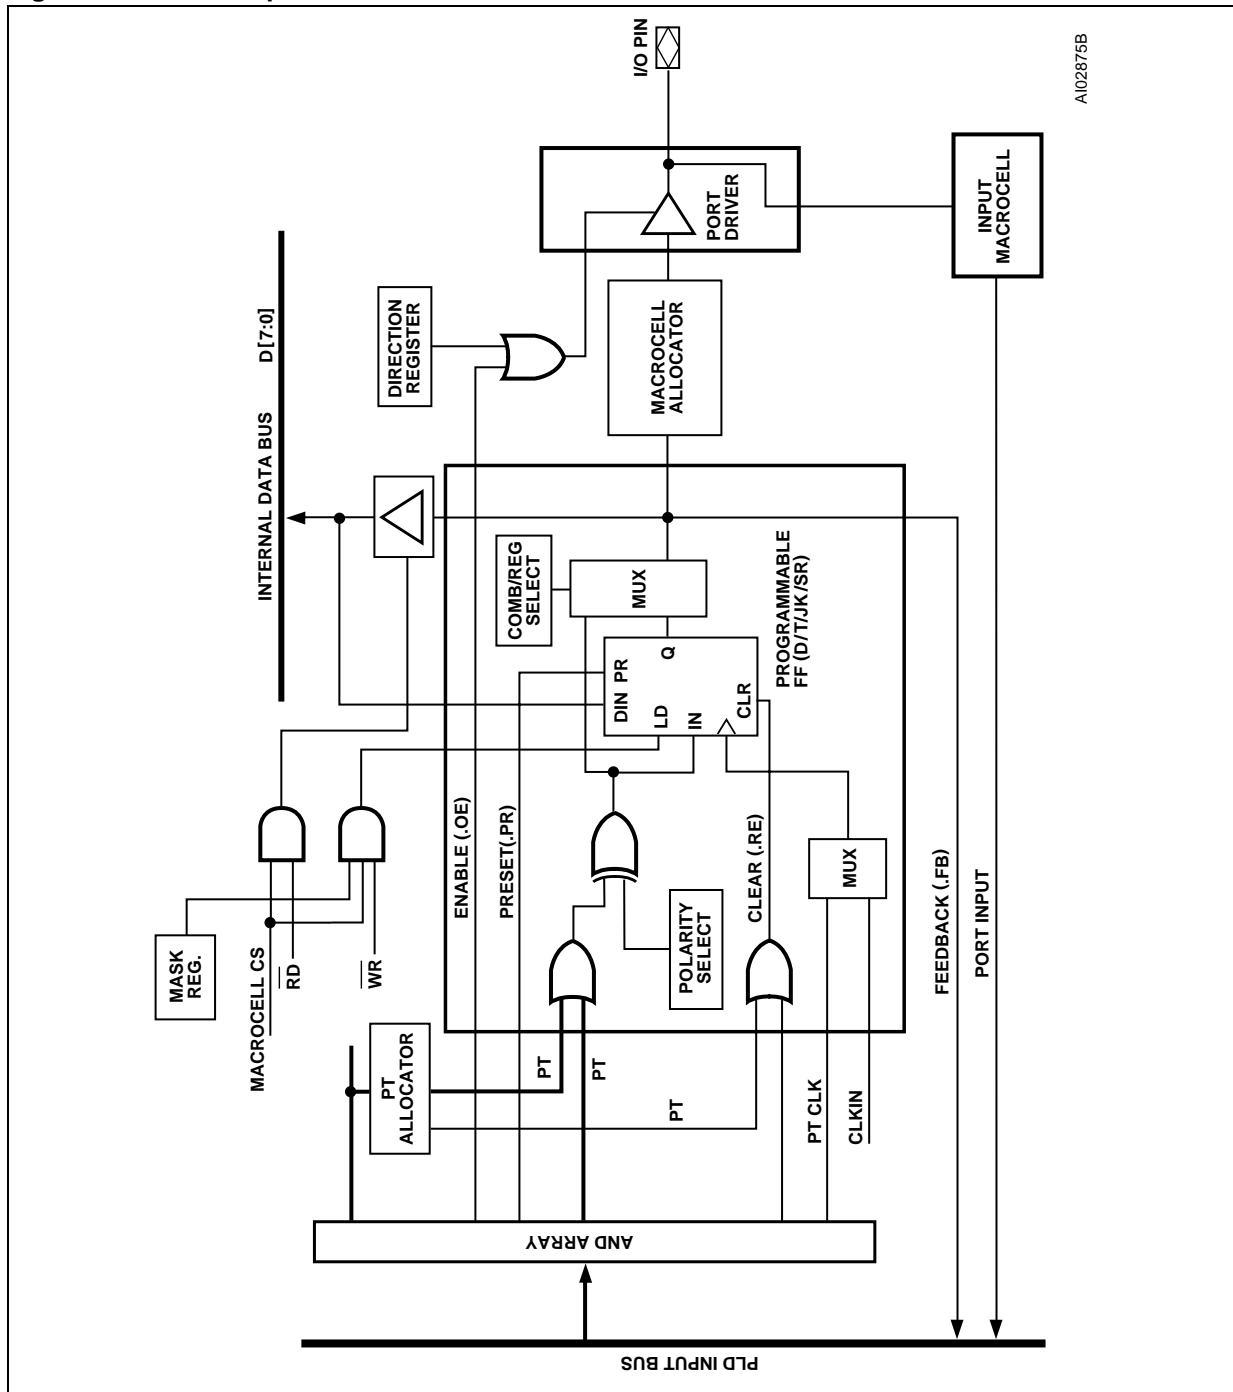 I/O PIN
AI02875B
PORT
DRIVER
INPUT
MACROCELL
INTERNAL DATA BUS D[7:0]
DIRECTION
REGISTER
MACROCELL
ALLOCATOR
COMB/REG
SELECT
MUX
PROGRAMMABLE
FF (D/T/JK/SR)
DIN PR
Q
LD
IN
CLR
ENABLE (.OE)
PRESET(.PR)
CLEAR (.RE)
MUX
POLARITY
SELECT
FEEDBACK (.FB)
PORT INPUT
MASK
REG.
MACROCELL CS
RD
WR
PT
ALLOCATOR
PT
PT
PT
PT CLK
CLKIN
AND ARRAY
PLD INPUT BUS